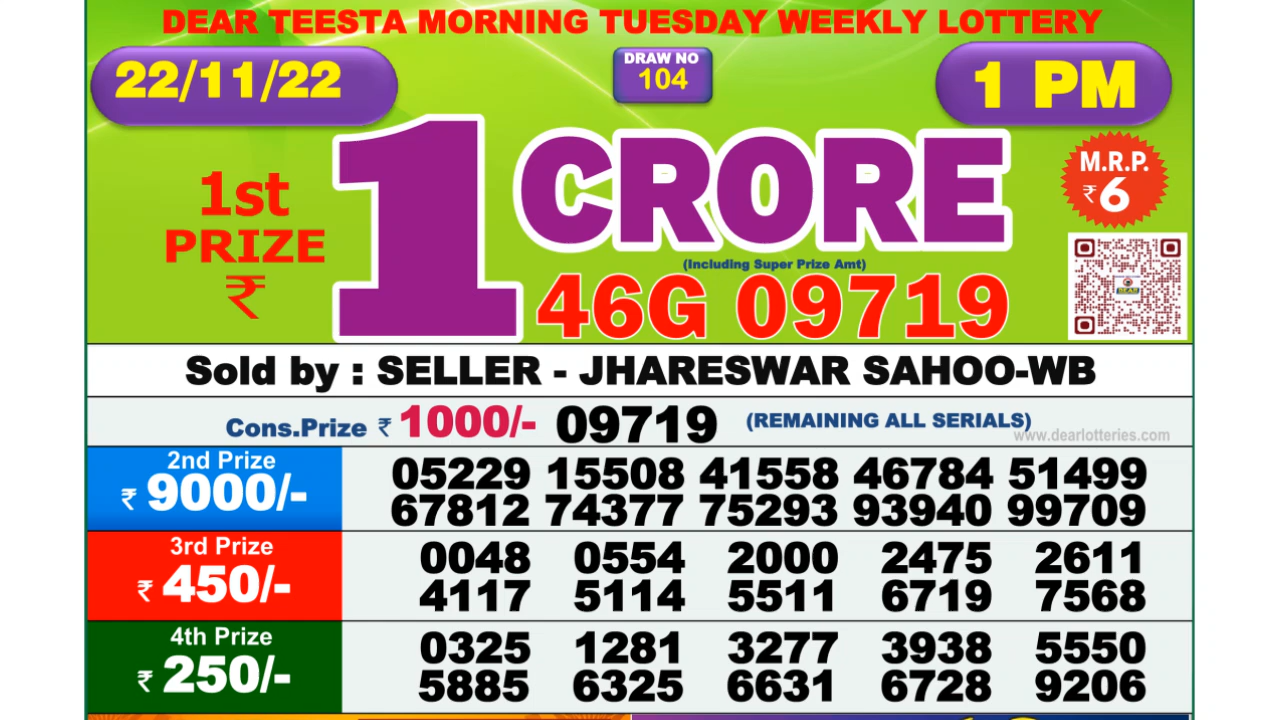 DEAR TEESTA MORNING TUESDAY WEEKLY LOTTERY
22/11/22
DRAW NO
104
1 PM
1st
PRIZE
₹
1 CRORE
(Including Super Prize Amt)
46G 09719
M.R.P.
₹ 6
DEAR
Sold by : SELLER - JHARESWAR SAHOO-WB
Cons.Prize ₹ 1000/- 09719 (REMAINING ALL SERIALS)
www.dearlotteries.com
2nd Prize
₹ 9000/-
05229 15508 41558 46784 51499
67812 74377 75293 93940 99709
3rd Prize
₹ 450/-
0048 0554 2000 2475 2611
4117 5114 5511 6719 7568
4th Prize
₹ 250/-
0325 1281 3277 3938 5550
5885 6325 6631 6728 9206